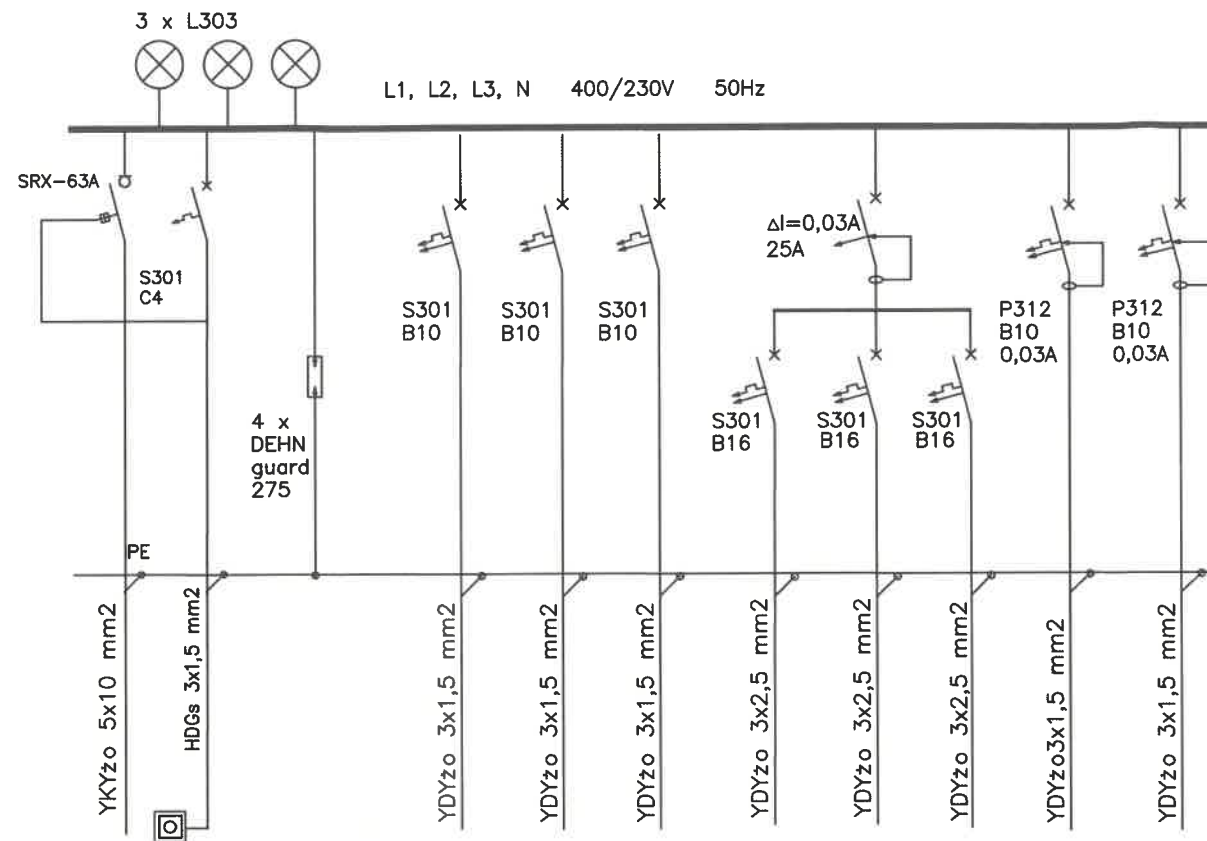 3 x L303
L1, L2, L3, N 400/230V 50Hz
SRX-63A
S301
C4
4 x
DEHN
guard
275
S301
B10
S301
B10
S301
B10
ΔI=0,03A
25A
S301
B16
S301
B16
S301
B16
P312
B10
0,03A
P312
B10
0,03A
PE
YKYżo 5x10 mm2
HDGs 3x1,5 mm2
YDYżo 3x1,5 mm2
YDYżo 3x1,5 mm2
YDYżo 3x1,5 mm2
YDYżo 3x2,5 mm2
YDYżo 3x2,5 mm2
YDYżo 3x2,5 mm2
YDYżo3x1,5 mm2
YDYżo 3x1,5 mm2